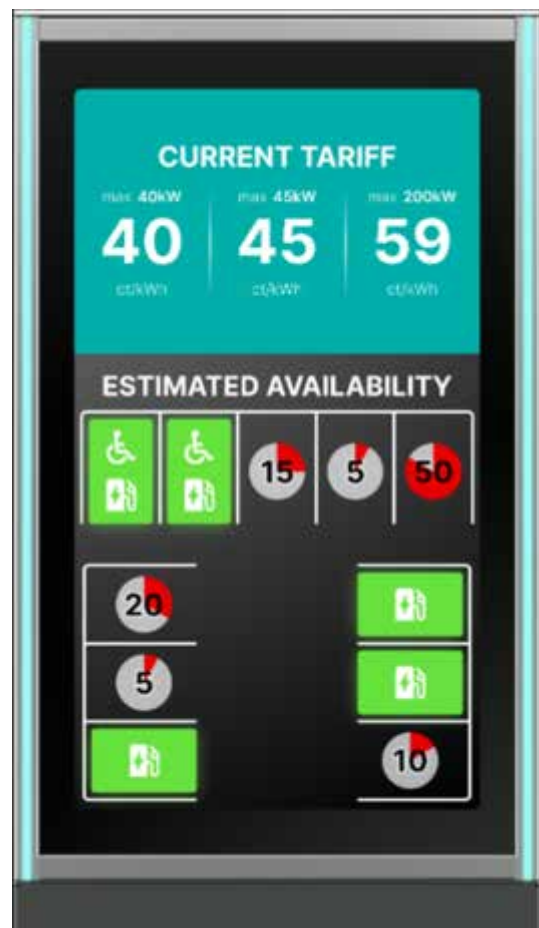 CURRENT TARIFF
max 40kW max 45kW max 200kW
40 45 59
ct/kWh ct/kWh ct/kWh
ESTIMATED AVAILABILITY
15 5 50
20
5
10